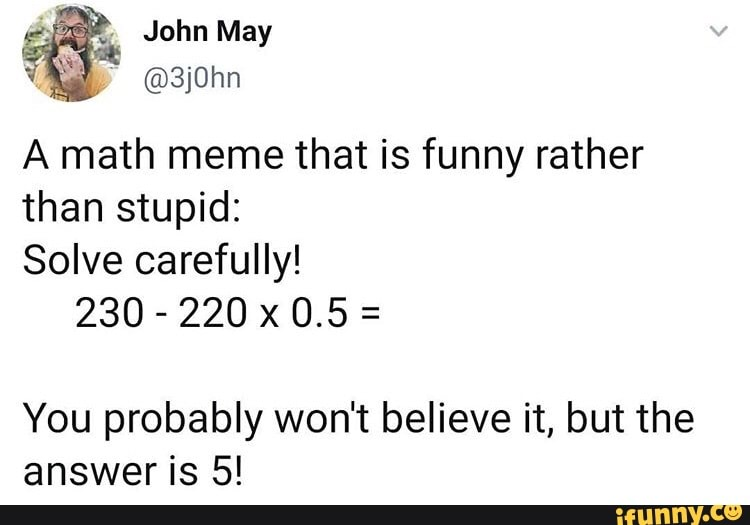 John May
@3j0hn
A math meme that is funny rather
than stupid:
Solve carefully!
230 - 220 x 0.5 =
You probably won't believe it, but the
answer is 5!
ifunny.co